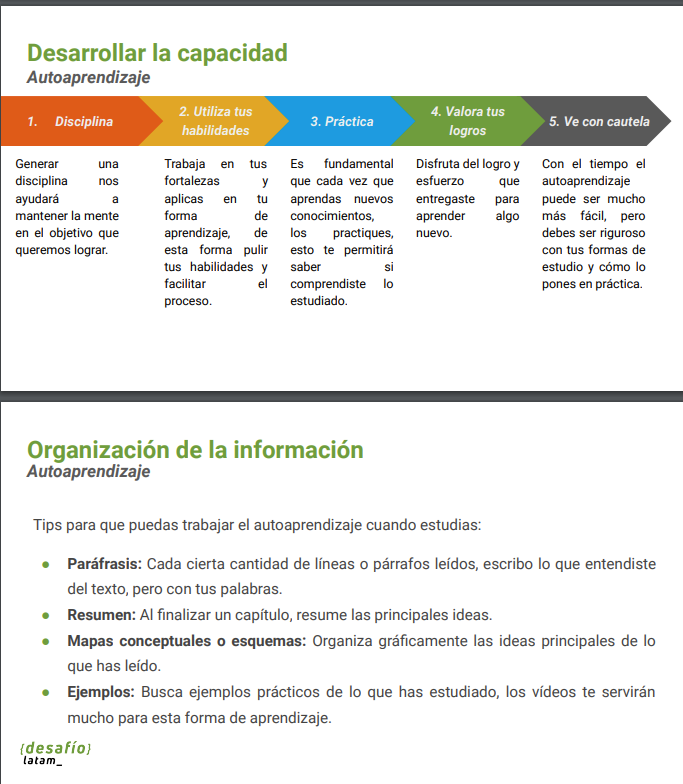 Desarrollar la capacidad
Autoaprendizaje
1. Disciplina
Generar una
disciplina nos
ayudará a
mantener la mente
en el objetivo que
queremos lograr.
2. Utiliza tus
habilidades
Trabaja en tus
fortalezas y
aplicas en tu
forma de
aprendizaje, de
esta forma pulir
tus habilidades y
facilitar el
proceso.
3. Práctica
Es fundamental
que cada vez que
aprendas nuevos
conocimientos,
los practiques,
esto te permitirá
saber si
comprendiste lo
estudiado.
4. Valora tus
logros
Disfruta del logro y
esfuerzo que
entregaste para
aprender algo
nuevo.
5. Ve con cautela
Con el tiempo el
autoaprendizaje
puede ser mucho
más fácil, pero
debes ser riguroso
con tus formas de
estudio y cómo lo
pones en práctica.
Organización de la información
Autoaprendizaje
Tips para que puedas trabajar el autoaprendizaje cuando estudias:
● Paráfrasis: Cada cierta cantidad de líneas o párrafos leídos, escribo lo que entendiste
del texto, pero con tus palabras.
● Resumen: Al finalizar un capítulo, resume las principales ideas.
● Mapas conceptuales o esquemas: Organiza gráficamente las ideas principales de lo
que has leído.
● Ejemplos: Busca ejemplos prácticos de lo que has estudiado, los vídeos te servirán
mucho para esta forma de aprendizaje.
{desafío}
latam_